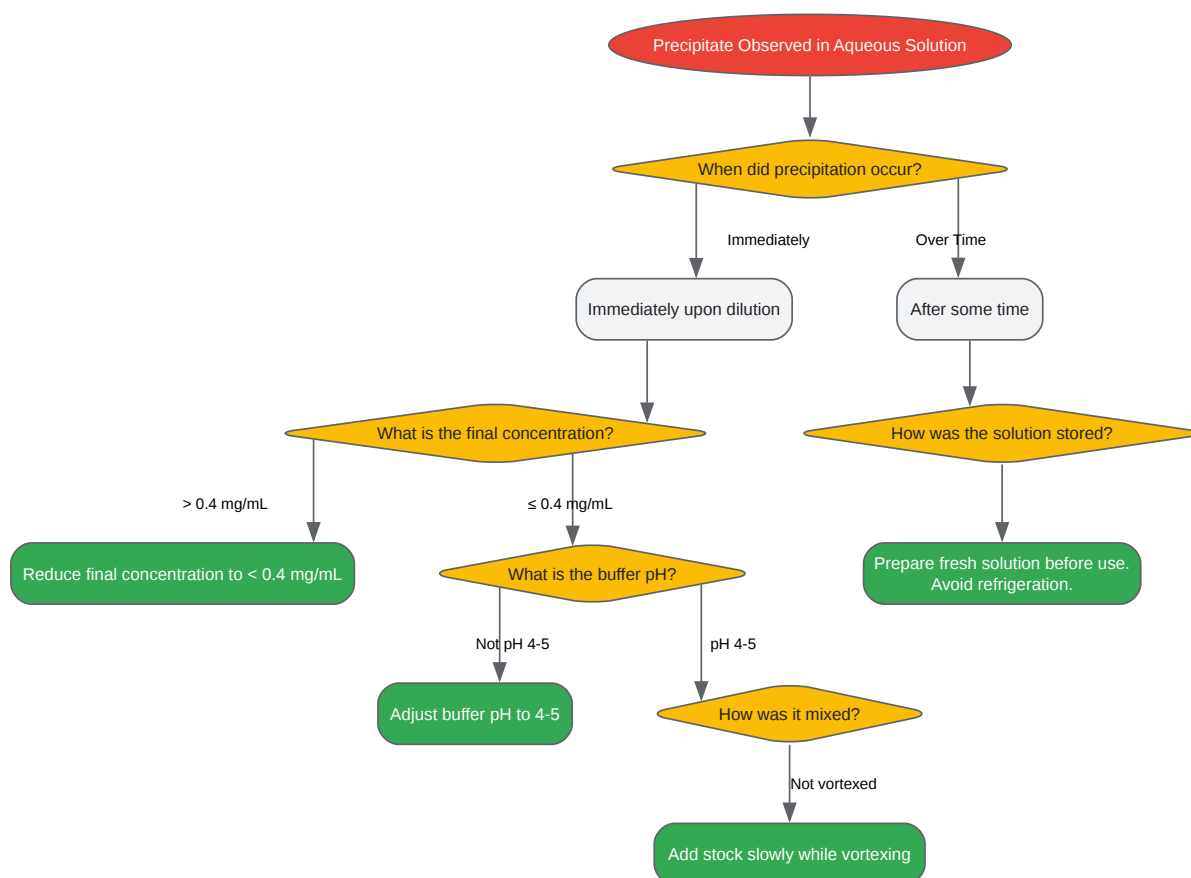 Precipitate Observed in Aqueous Solution
When did precipitation occur?
Immediately
Over Time
Immediately upon dilution
After some time
What is the final concentration?
How was the solution stored?
> 0.4 mg/mL
≤ 0.4 mg/mL
Reduce final concentration to < 0.4 mg/mL
What is the buffer pH?
Prepare fresh solution before use.
Avoid refrigeration.
Not pH 4-5
pH 4-5
Adjust buffer pH to 4-5
How was it mixed?
Not vortexed
Add stock slowly while vortexing